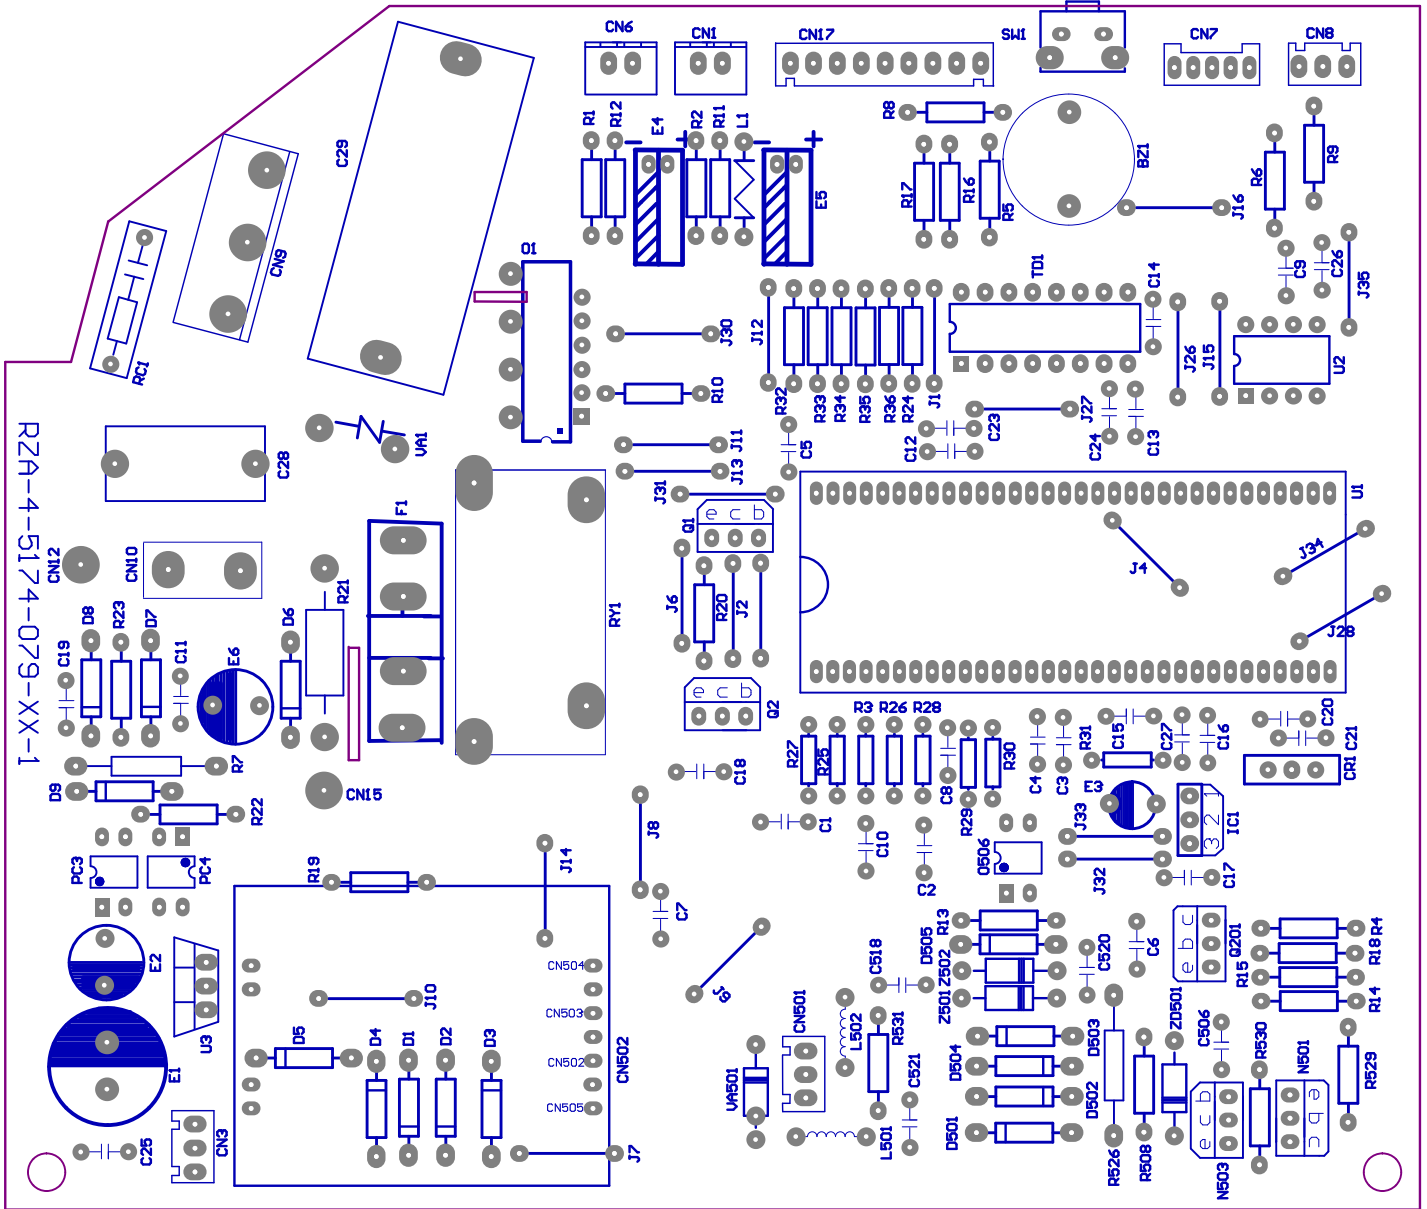 CN6
CN1
CN17
SW1
CN7
CN8
R1
R12
E4
R2
R11
L1
R8
R9
C29
BZ1
R6
R17
R16
R5
E5
J16
CN9
O1
TD1
C14
C9
C26
J35
RC1
J30
J12
J26
J15
U2
R10
R32
R33
R34
R35
R36
R24
J1
J27
C23
C24
C13
VA1
J11
C12
C5
J13
C28
J31
U1
F1
Q1
e c b
RZA-4-5174-079-XX-1
CN12
CN10
J34
J4
R21
J6
R20
J2
RY1
D8
R23
D7
D6
J28
C19
C11
E6
e c b
Q2
R3
R26
R28
R27
R25
R30
C4
C3
R31
C15
C27
C16
C20
C21
R7
C18
C8
CR1
D9
CN15
E3
R22
C1
R29
J33
3 2 1
IC1
J8
C10
PC3
PC4
R19
J14
O506
J32
C17
C2
C7
R13
R4
E2
D505
C518
Z502
C520
C6
e b c
Q201
R18
R15
CN504
J10
J9
Z501
R14
CN503
CN501
L502
R531
ZD501
C506
U3
D5
D4
D1
D2
D3
D503
R530
N501
CN502
CN502
D504
R529
E1
VA501
C521
D502
CN505
e c b
e b c
CN3
C25
J7
L501
D501
R526
R508
N503